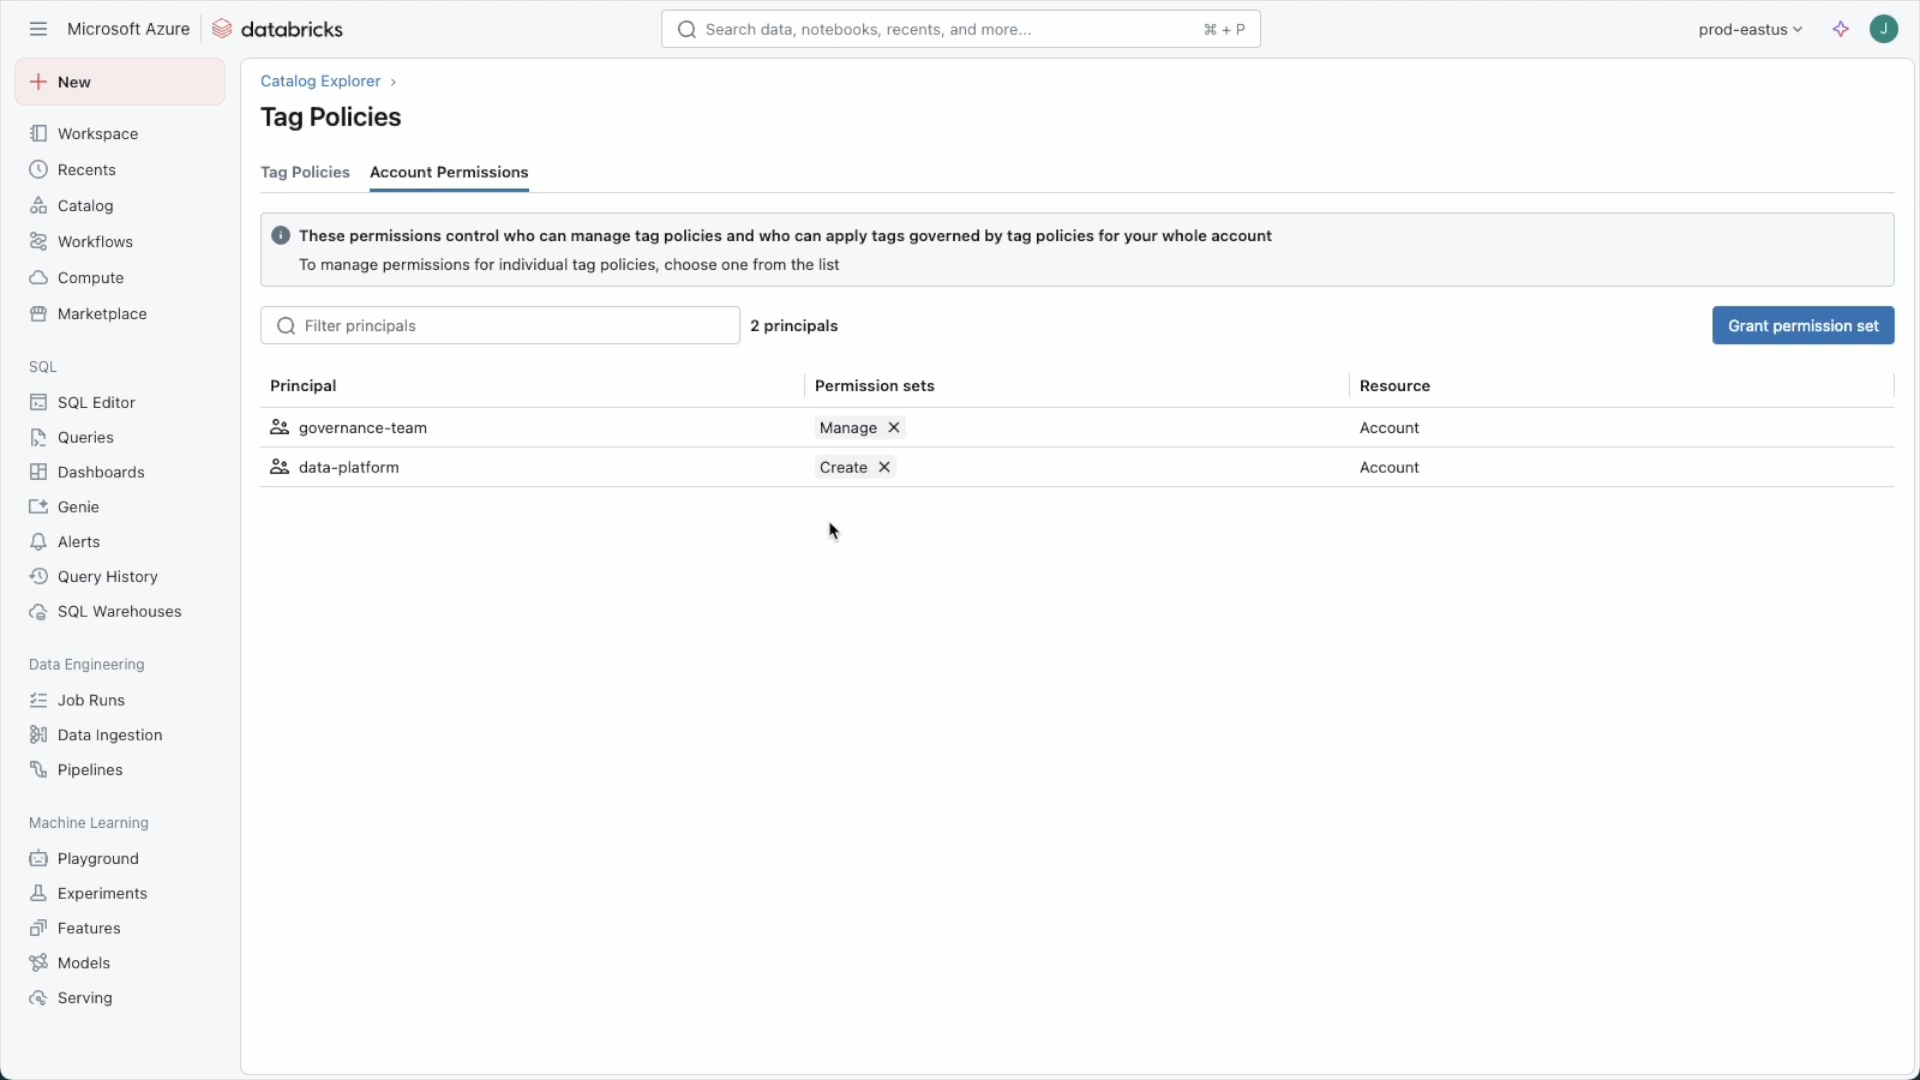 Microsoft Azure databricks Search data, notebooks, recents, and more... ⌘ + P prod-eastus J
New
Workspace
Recents
Catalog
Workflows
Compute
Marketplace
SQL
SQL Editor
Queries
Dashboards
Genie
Alerts
Query History
SQL Warehouses
Data Engineering
Job Runs
Data Ingestion
Pipelines
Machine Learning
Playground
Experiments
Features
Models
Serving
Catalog Explorer ›
Tag Policies
Tag Policies Account Permissions
These permissions control who can manage tag policies and who can apply tags governed by tag policies for your whole account
To manage permissions for individual tag policies, choose one from the list
Filter principals 2 principals Grant permission set
Principal Permission sets Resource
governance-team Manage Account
data-platform Create Account